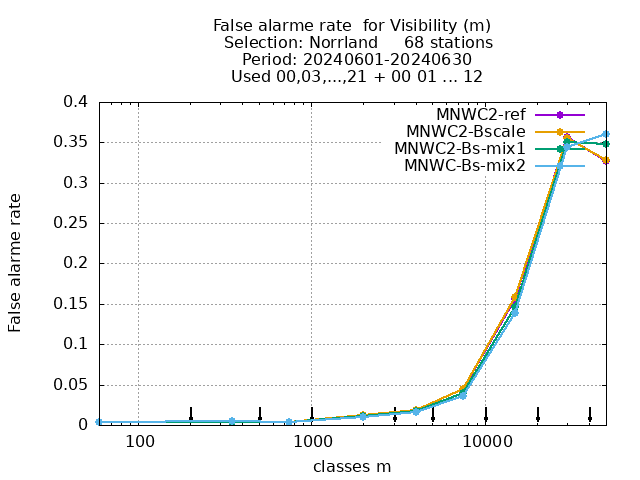 False alarme rate  for Visibility (m)
Selection: Norrland     68 stations
Period: 20240601-20240630
Used 00,03,...,21 + 00 01 ... 12
MNWC2-ref
MNWC2-Bscale
MNWC2-Bs-mix1
MNWC-Bs-mix2
0.4
0.35
0.3
0.25
0.2
0.15
0.1
0.05
0
False alarme rate
100 1000 10000
classes m